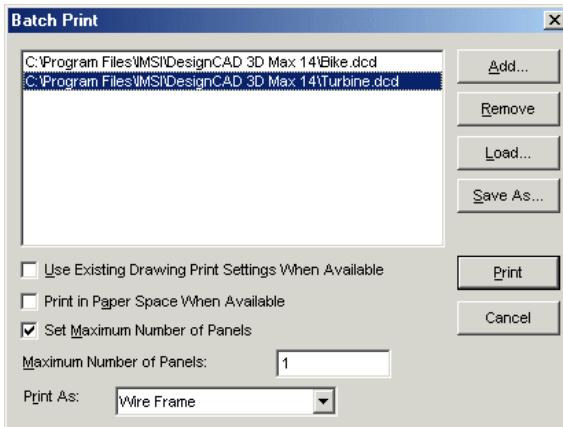 Batch Print
C:\Program Files\IMSI\DesignCAD 3D Max 14\Bike.dcd
C:\Program Files\IMSI\DesignCAD 3D Max 14\Turbine.dcd
Add...
Remove
Load...
Save As...
Use Existing Drawing Print Settings When Available
Print
Print in Paper Space When Available
Cancel
Set Maximum Number of Panels
Maximum Number of Panels: 1
Print As: Wire Frame